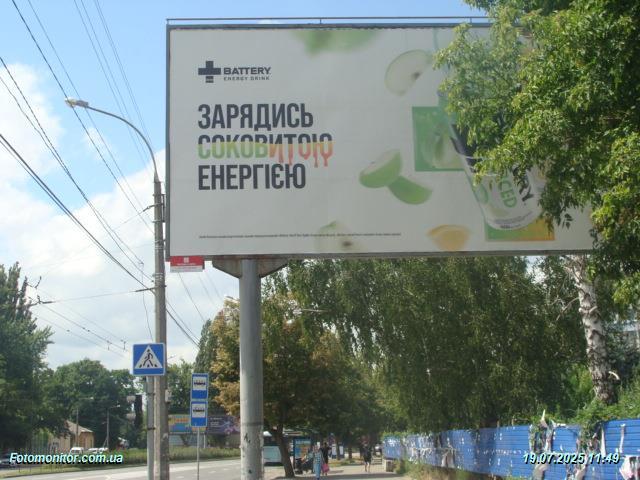 BATTERY
ENERGY DRINK
ЗАРЯДИСЬ
СОКОВИТОЮ
ЕНЕРГІЄЮ
Fotomonitor.com.ua
19.07.2025 11:49